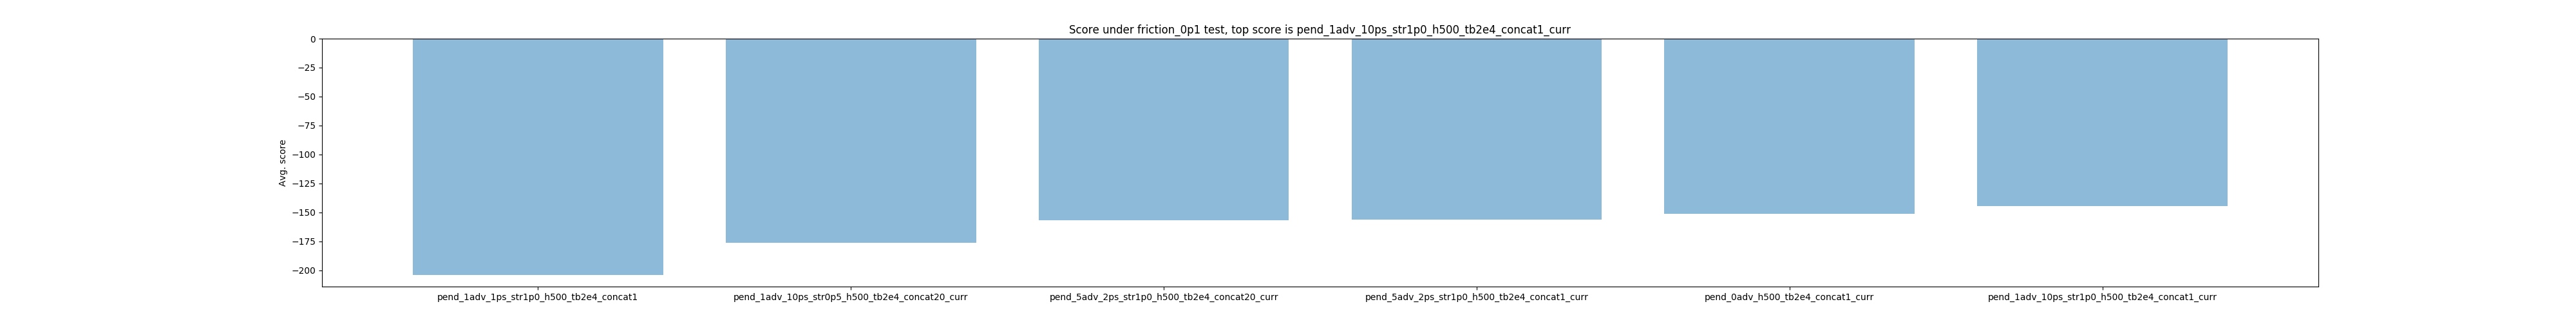 Score under friction_0p1 test, top score is pend_1adv_10ps_str1p0_h500_tb2e4_concat1_curr
Avg. score
0
−25
−50
−75
−100
−125
−150
−175
−200
pend_1adv_1ps_str1p0_h500_tb2e4_concat1
pend_1adv_10ps_str0p5_h500_tb2e4_concat20_curr
pend_5adv_2ps_str1p0_h500_tb2e4_concat20_curr
pend_5adv_2ps_str1p0_h500_tb2e4_concat1_curr
pend_0adv_h500_tb2e4_concat1_curr
pend_1adv_10ps_str1p0_h500_tb2e4_concat1_curr